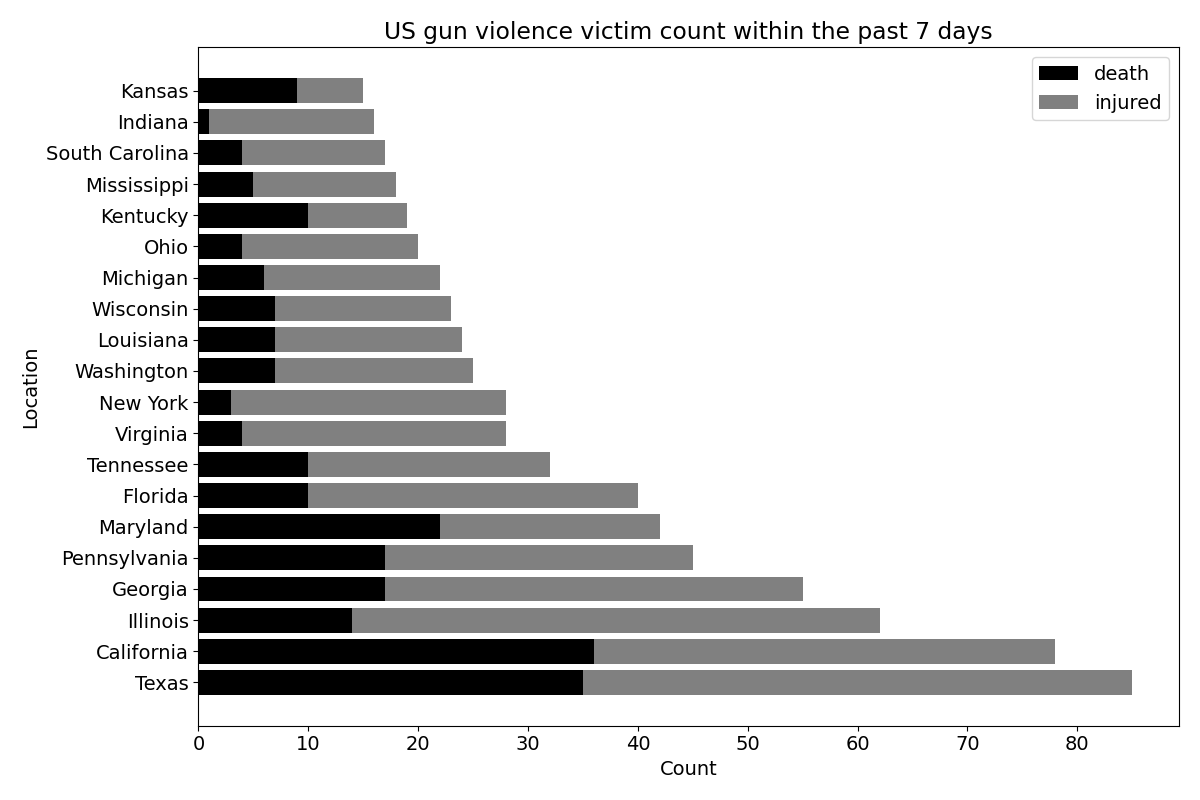 US gun violence victim count within the past 7 days
death
injured
Kansas
Indiana
South Carolina
Mississippi
Kentucky
Ohio
Michigan
Wisconsin
Louisiana
Washington
New York
Virginia
Tennessee
Florida
Maryland
Pennsylvania
Georgia
Illinois
California
Texas
Location
0 10 20 30 40 50 60 70 80
Count